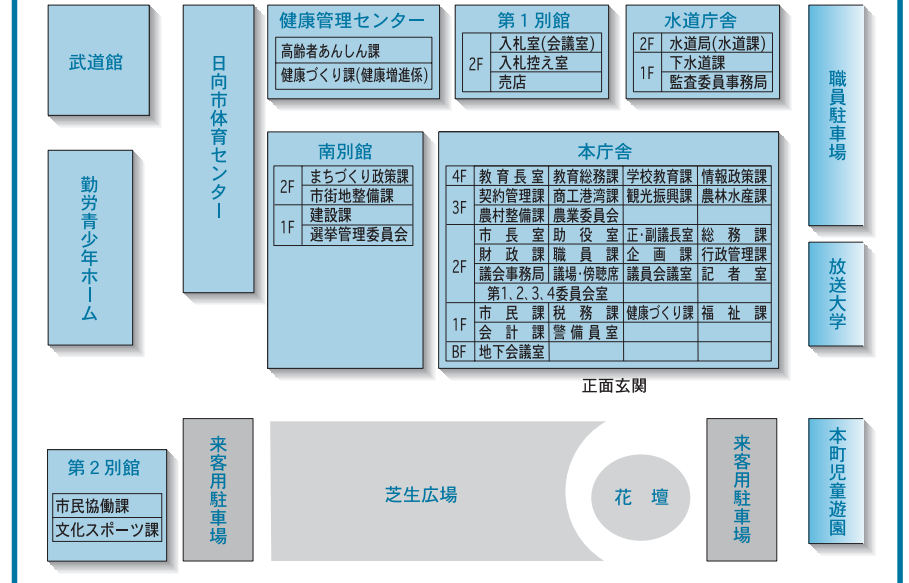 武道館
勤労青少年ホーム
日向市体育センター
健康管理センター
高齢者あんしん課
健康づくり課(健康増進係)
第1別館
2F 入札室(会議室)
入札控え室
売店
水道庁舎
2F 水道局(水道課)
1F 下水道課
監査委員事務局
職員駐車場
南別館
2F まちづくり政策課
市街地整備課
1F 建設課
選挙管理委員会
本庁舎
4F 教育長室 教育総務課 学校教育課 情報政策課
3F 契約管理課 商工港湾課 観光振興課 農林水産課
農村整備課 農業委員会
2F 市長室 助役室 正・副議長室 総務課
財政課 職員課 企画課 行政管理課
議会事務局 議場・傍聴席 議員会議室 記者室
第1、2、3、4委員会室
1F 市民課 税務課 健康づくり課 福祉課
会計課 警備員室
BF 地下会議室
正面玄関
放送大学
第2別館
市民協働課
文化スポーツ課
来客用駐車場
芝生広場
花壇
来客用駐車場
本町児童遊園